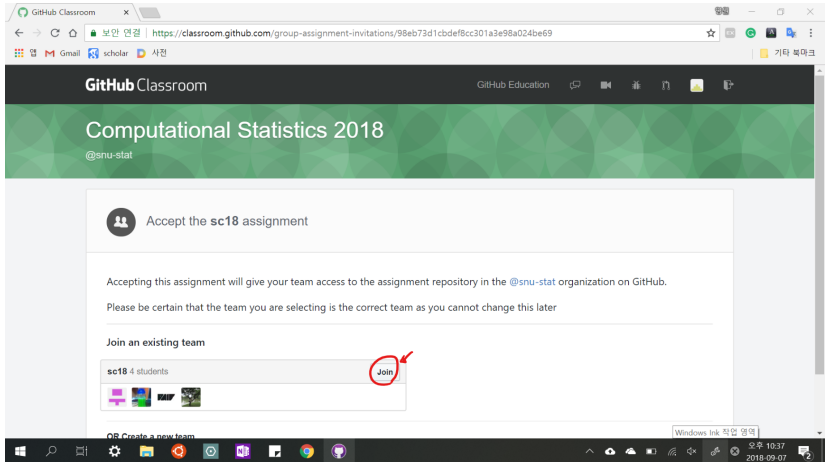 GitHub Classroom
보안 연결 | https://classroom.github.com/group-assignment-invitations/98eb73d1cbdef8cc301a3e98a024be69
앱 Gmail scholar 사전 기타 북마크
GitHub Classroom GitHub Education
Computational Statistics 2018
@snu-stat
Accept the sc18 assignment
Accepting this assignment will give your team access to the assignment repository in the @snu-stat organization on GitHub.
Please be certain that the team you are selecting is the correct team as you cannot change this later
Join an existing team
sc18 4 students Join
OR Create a new team
Windows Ink 작업 영역
오후 10:37
2018-09-07